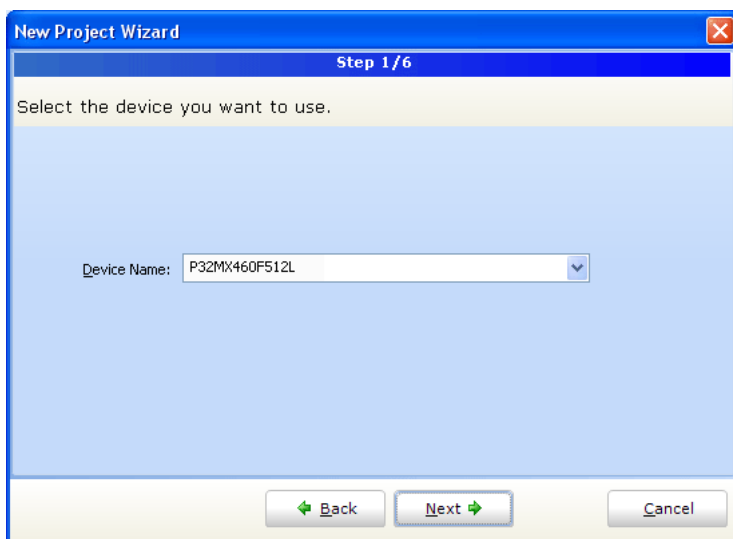 New Project Wizard
Step 1/6
Select the device you want to use.
Device Name: P32MX460F512L
Back Next Cancel